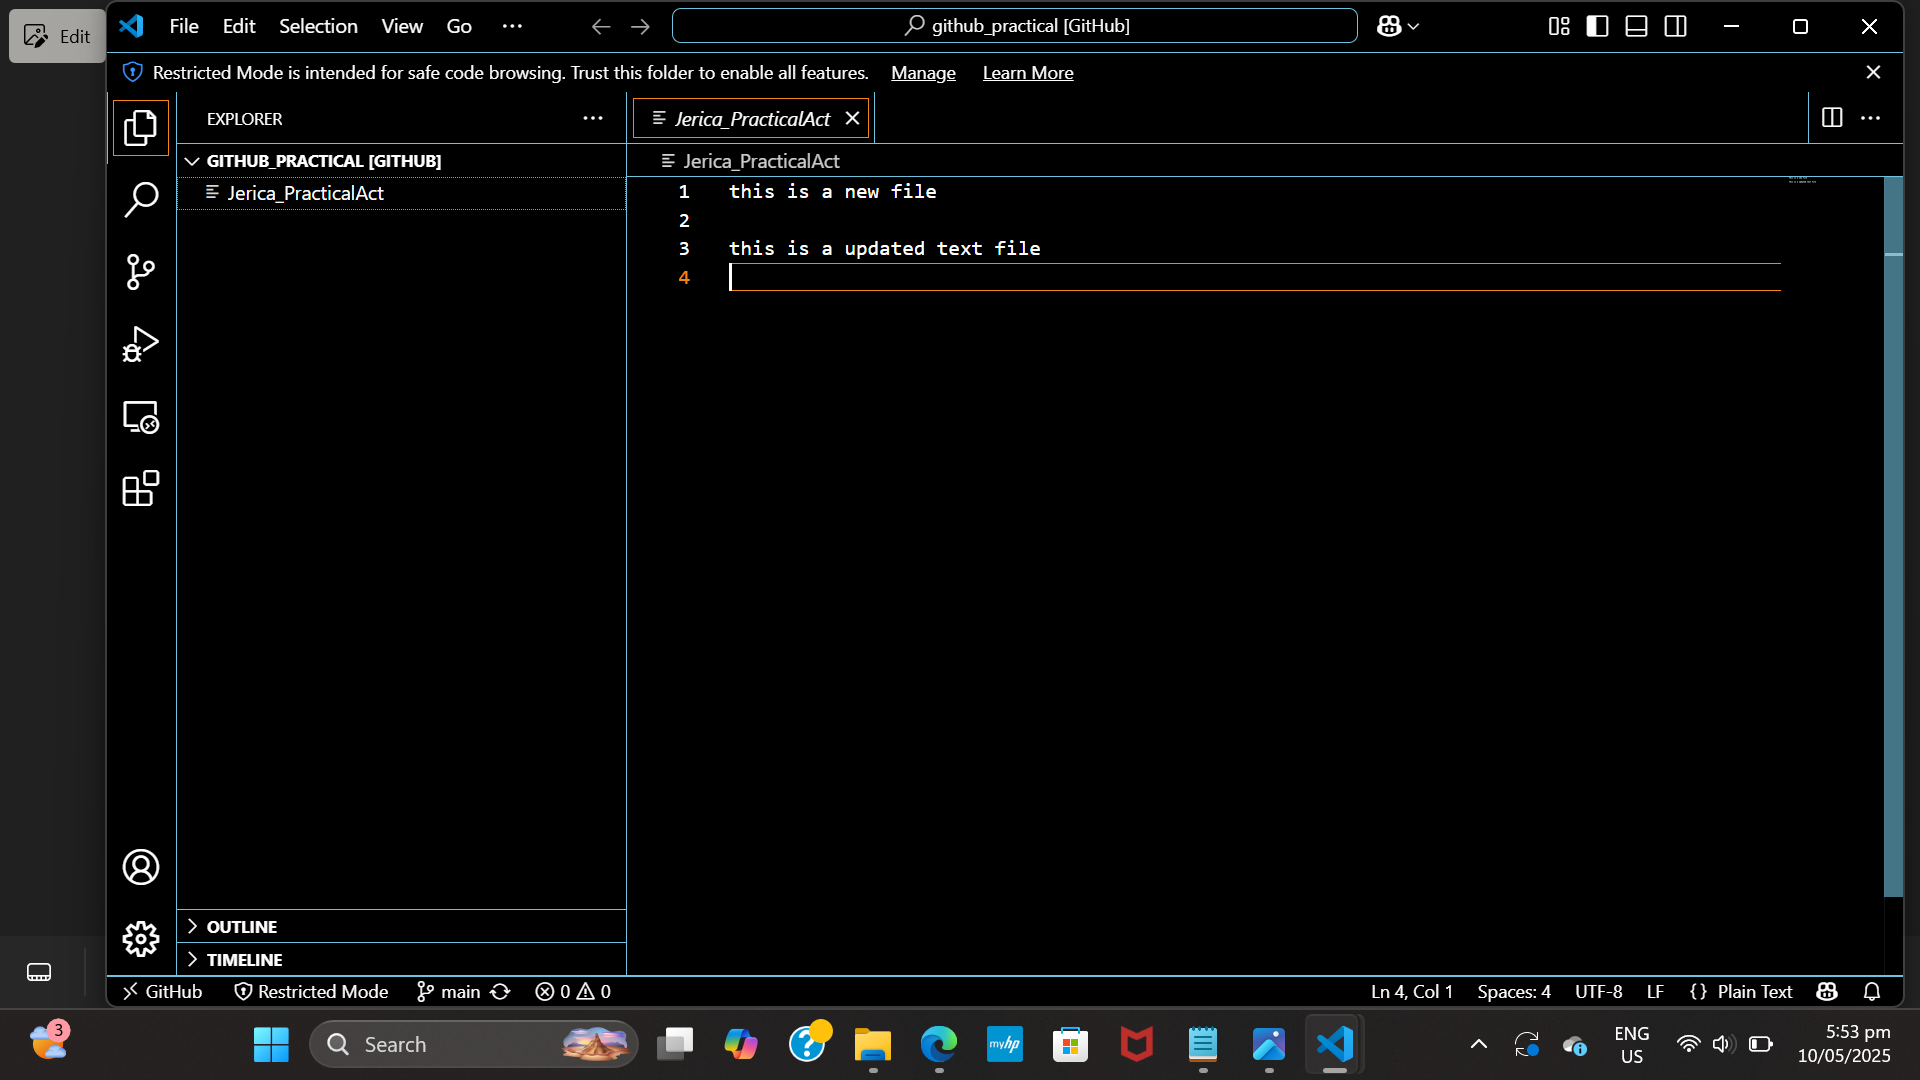 Edit
File Edit Selection View Go
github_practical [GitHub]
Restricted Mode is intended for safe code browsing. Trust this folder to enable all features. Manage Learn More
EXPLORER
Jerica_PracticalAct
GITHUB_PRACTICAL [GITHUB]
Jerica_PracticalAct
Jerica_PracticalAct
1 this is a new file
2
3 this is a updated text file
4
OUTLINE
TIMELINE
GitHub Restricted Mode main 0 0 Ln 4, Col 1 Spaces: 4 UTF-8 LF {} Plain Text
3
Search
myhp
ENG
US
5:53 pm
10/05/2025